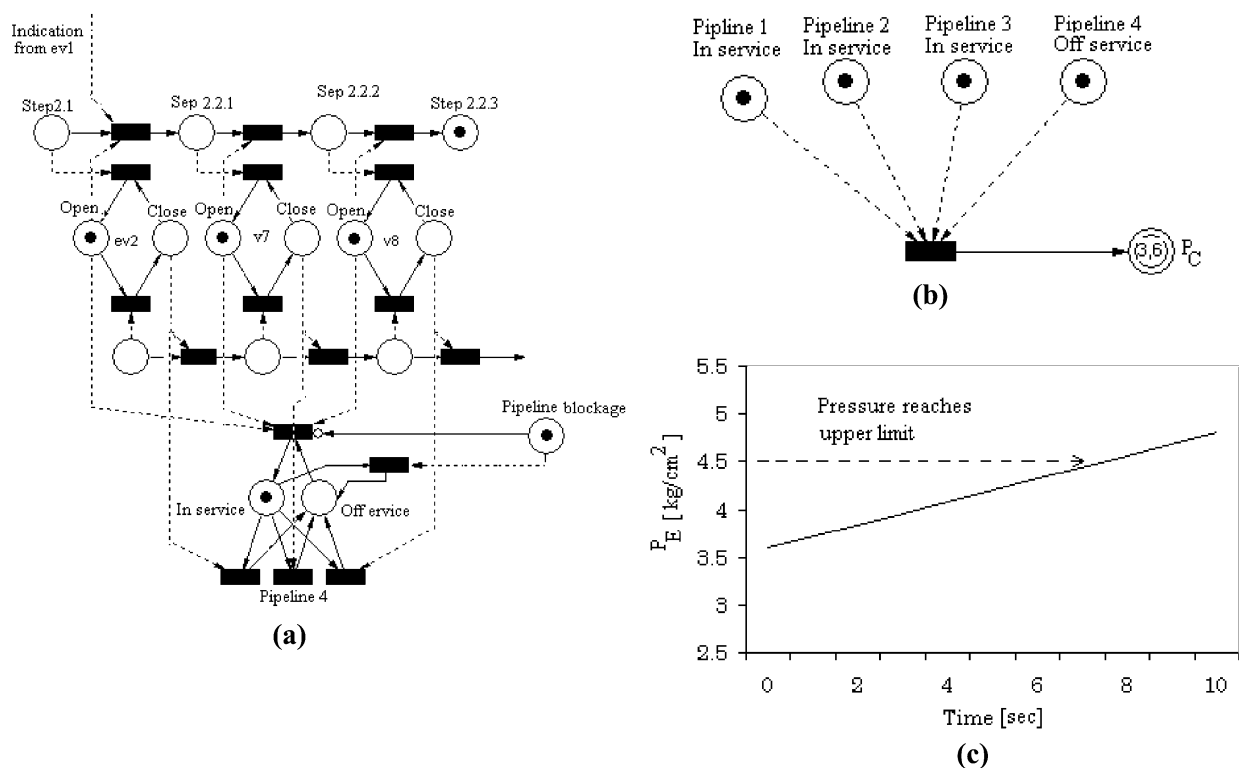 Indication
from ev1
Step2.1
Sep 2.2.1
Sep 2.2.2
Step 2.2.3
Open
Close
Open
Close
Open
Close
ev2
v7
v8
Pipeline blockage
In service
Off ervice
Pipeline 4
(a)
Pipline 1
In service
Pipeline 2
In service
Pipeline 3
In service
Pipeline 4
Off service
(3,6)
PC
(b)
5.5
5
4.5
4
3.5
3
2.5
PE [kg/cm2]
Pressure reaches
upper limit
0 2 4 6 8 10
Time [sec]
(c)